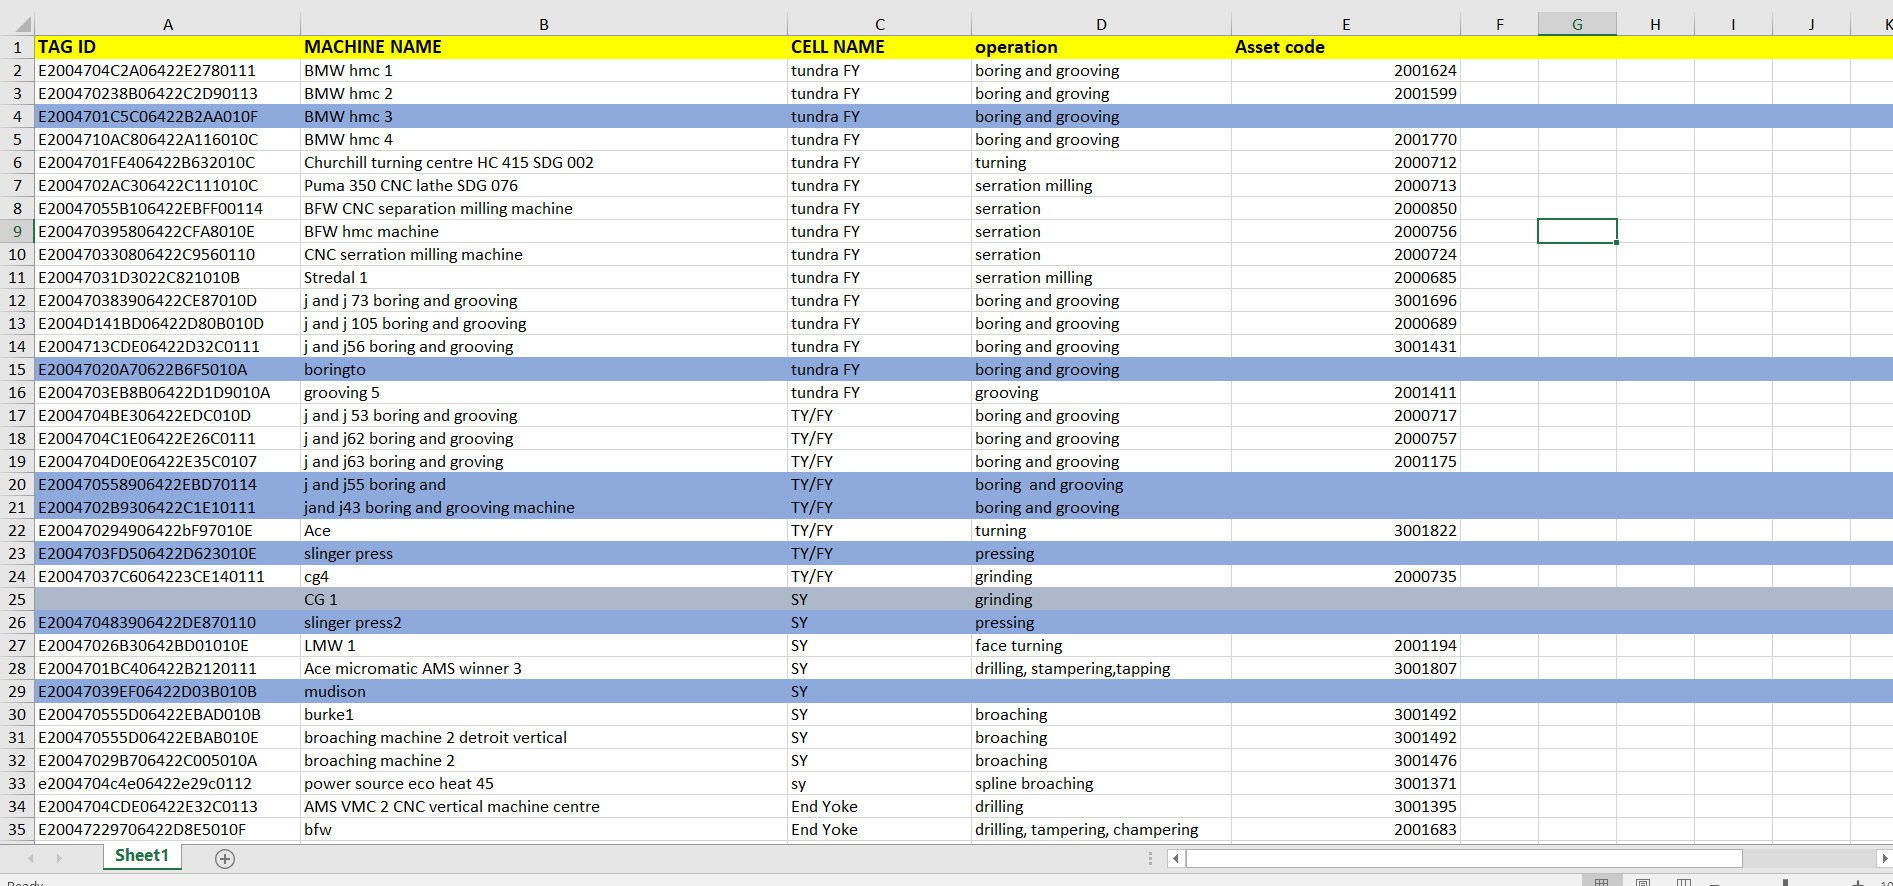 A B C D E F G H I J K
1 TAG ID MACHINE NAME CELL NAME operation Asset code
2 E2004704C2A06422E2780111 BMW hmc 1 tundra FY boring and grooving 2001624
3 E200470238B06422C2D90113 BMW hmc 2 tundra FY boring and groving 2001599
4 E2004701C5C06422B2AA010F BMW hmc 3 tundra FY boring and grooving
5 E2004710AC806422A116010C BMW hmc 4 tundra FY boring and grooving 2001770
6 E2004701FE406422B632010C Churchill turning centre HC 415 SDG 002 tundra FY turning 2000712
7 E2004702AC306422C111010C Puma 350 CNC lathe SDG 076 tundra FY serration milling 2000713
8 E20047055B106422EBFF00114 BFW CNC separation milling machine tundra FY serration 2000850
9 E200470395806422CFA8010E BFW hmc machine tundra FY serration 2000756
10 E200470330806422C9560110 CNC serration milling machine tundra FY serration 2000724
11 E20047031D3022C821010B Stredal 1 tundra FY serration milling 2000685
12 E200470383906422CE87010D j and j 73 boring and grooving tundra FY boring and grooving 3001696
13 E2004D141BD06422D80B010D j and j 105 boring and grooving tundra FY boring and grooving 2000689
14 E2004713CDE06422D32C0111 j and j56 boring and grooving tundra FY boring and grooving 3001431
15 E20047020A70622B6F5010A boringto tundra FY boring and grooving
16 E2004703EB8B06422D1D9010A grooving 5 tundra FY grooving 2001411
17 E2004704BE306422EDC010D j and j 53 boring and grooving TY/FY boring and grooving 2000717
18 E2004704C1E06422E26C0111 j and j62 boring and grooving TY/FY boring and grooving 2000757
19 E2004704D0E06422E35C0107 j and j63 boring and groving TY/FY boring and grooving 2001175
20 E200470558906422EBD70114 j and j55 boring and TY/FY boring  and grooving
21 E2004702B9306422C1E10111 jand j43 boring and grooving machine TY/FY boring and grooving
22 E200470294906422bF97010E Ace TY/FY turning 3001822
23 E2004703FD506422D623010E slinger press TY/FY pressing
24 E20047037C6064223CE140111 cg4 TY/FY grinding 2000735
25 CG 1 SY grinding
26 E200470483906422DE870110 slinger press2 SY pressing
27 E20047026B30642BD01010E LMW 1 SY face turning 2001194
28 E2004701BC406422B2120111 Ace micromatic AMS winner 3 SY drilling, stampering,tapping 3001807
29 E20047039EF06422D03B010B mudison SY
30 E200470555D06422EBAD010B burke1 SY broaching 3001492
31 E200470555D06422EBAB010E broaching machine 2 detroit vertical SY broaching 3001492
32 E20047029B706422C005010A broaching machine 2 SY broaching 3001476
33 e2004704c4e06422e29c0112 power source eco heat 45 sy spline broaching 3001371
34 E2004704CDE06422E32C0113 AMS VMC 2 CNC vertical machine centre End Yoke drilling 3001395
35 E20047229706422D8E5010F bfw End Yoke drilling, tampering, champering 2001683
Sheet1